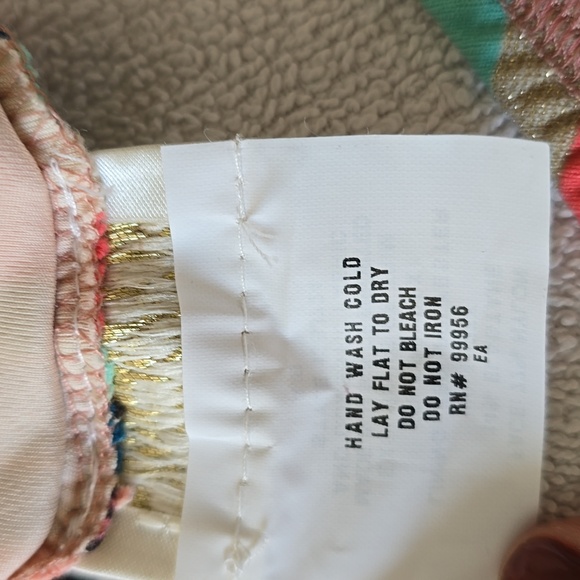 HAND WASH COLD
LAY FLAT TO DRY
DO NOT BLEACH
DO NOT IRON
RN# 99956
EA